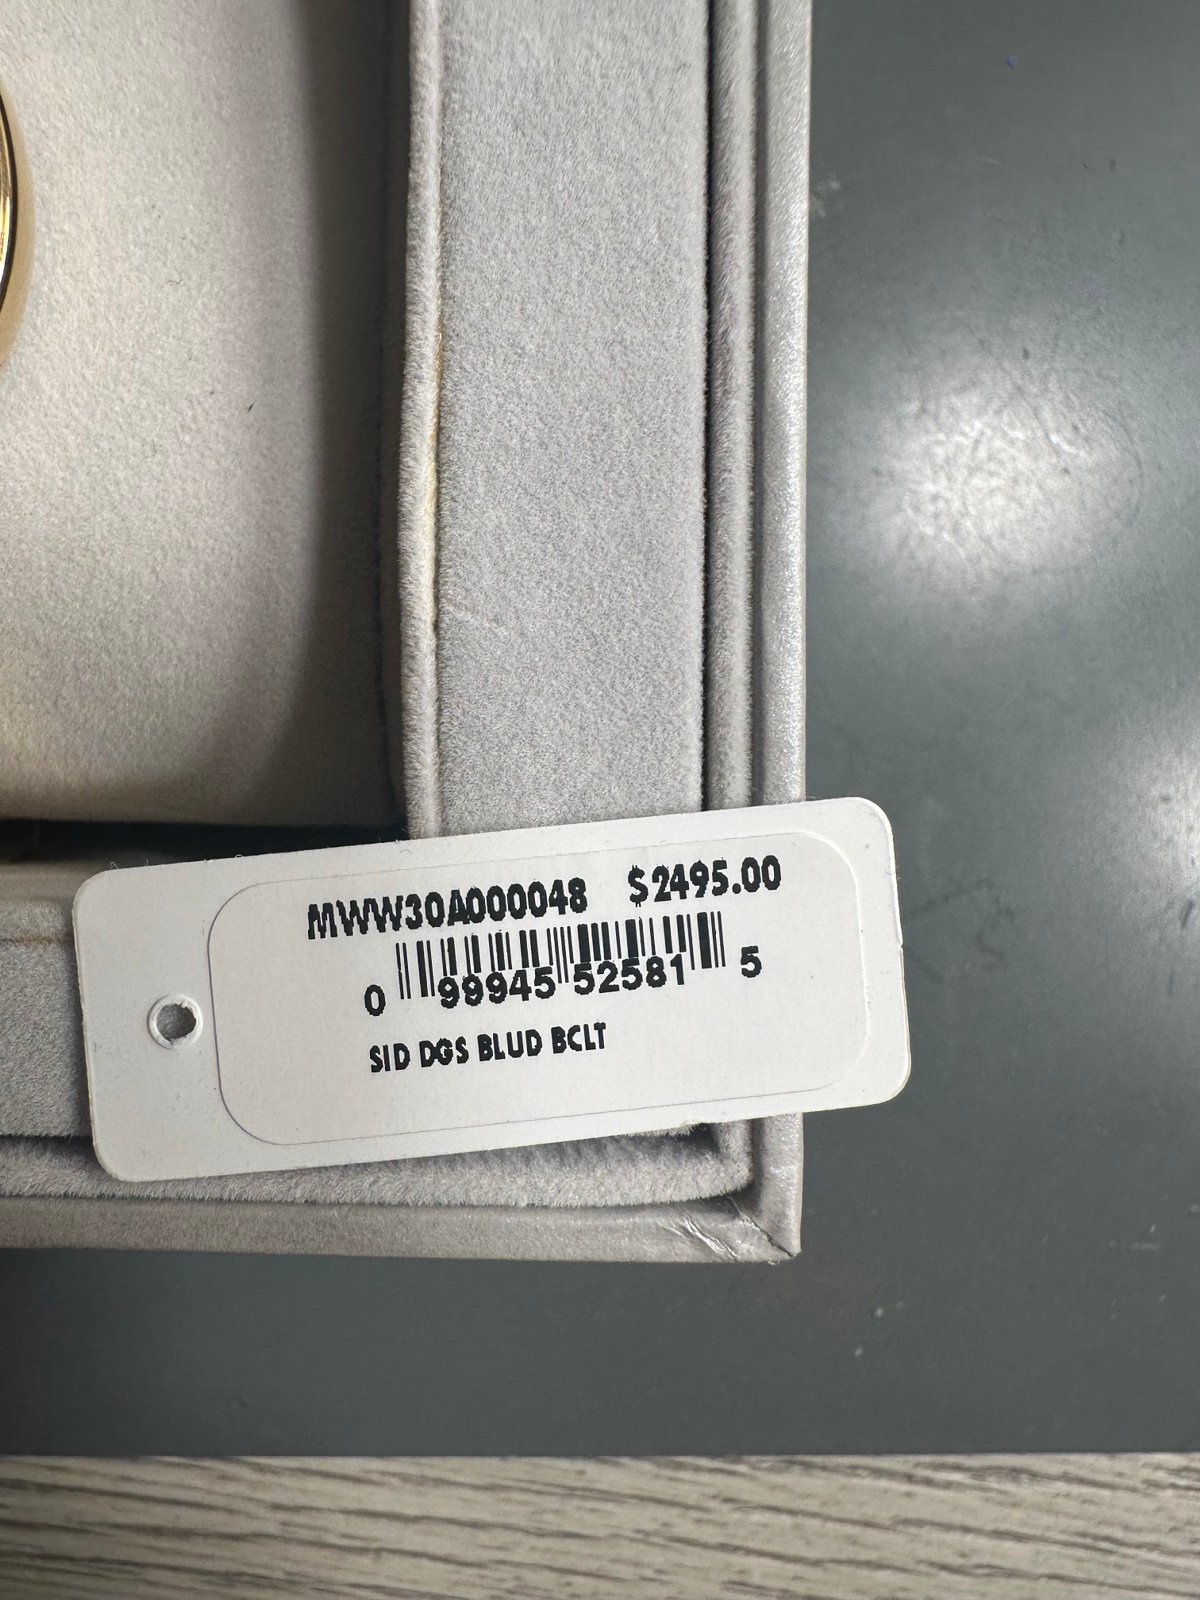 MWW30A000048 $2495.00
0 99945 52581 5
SID DGS BLUD BCLT